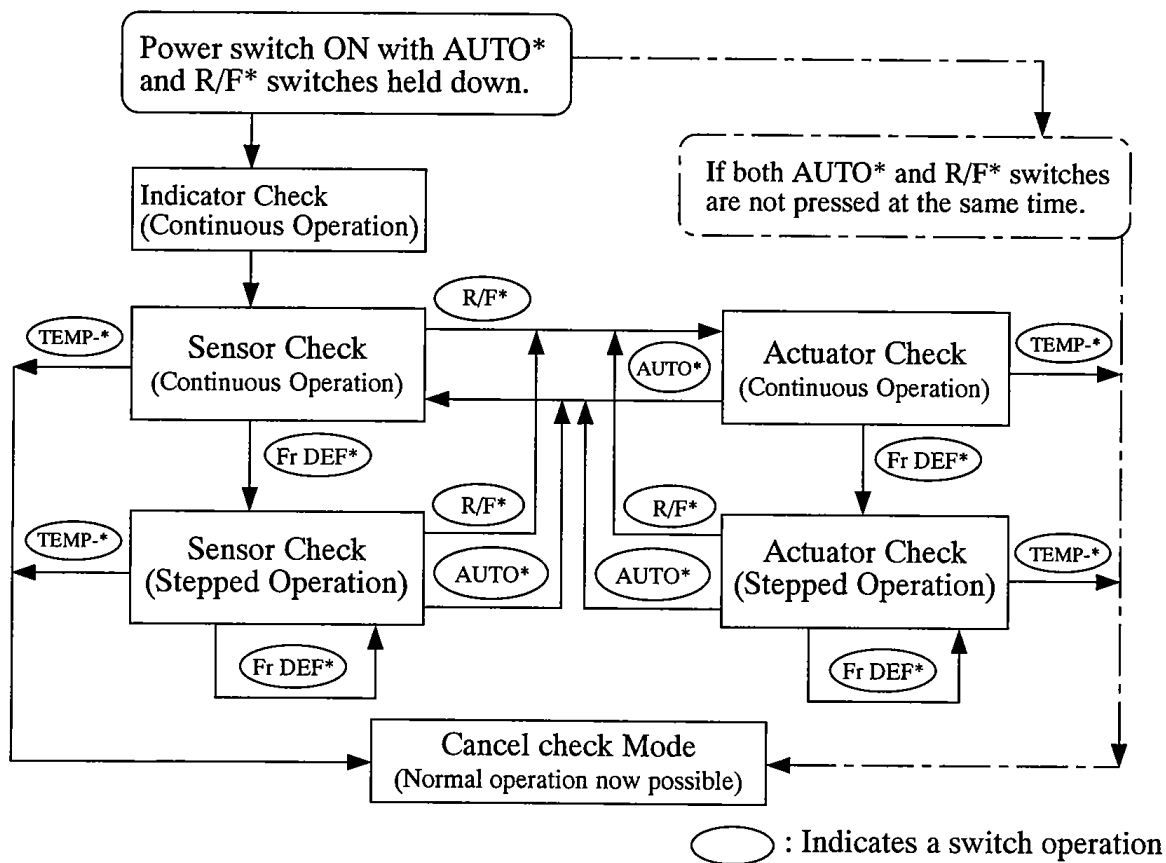 Power switch ON with AUTO*
and R/F* switches held down.
If both AUTO* and R/F* switches
are not pressed at the same time.
Indicator Check
(Continuous Operation)
R/F*
TEMP-*
Sensor Check
(Continuous Operation)
AUTO*
Actuator Check
(Continuous Operation)
TEMP-*
Fr DEF*
Fr DEF*
R/F*
R/F*
TEMP-*
Sensor Check
(Stepped Operation)
AUTO*
AUTO*
Actuator Check
(Stepped Operation)
TEMP-*
Fr DEF*
Fr DEF*
Cancel check Mode
(Normal operation now possible)
: Indicates a switch operation